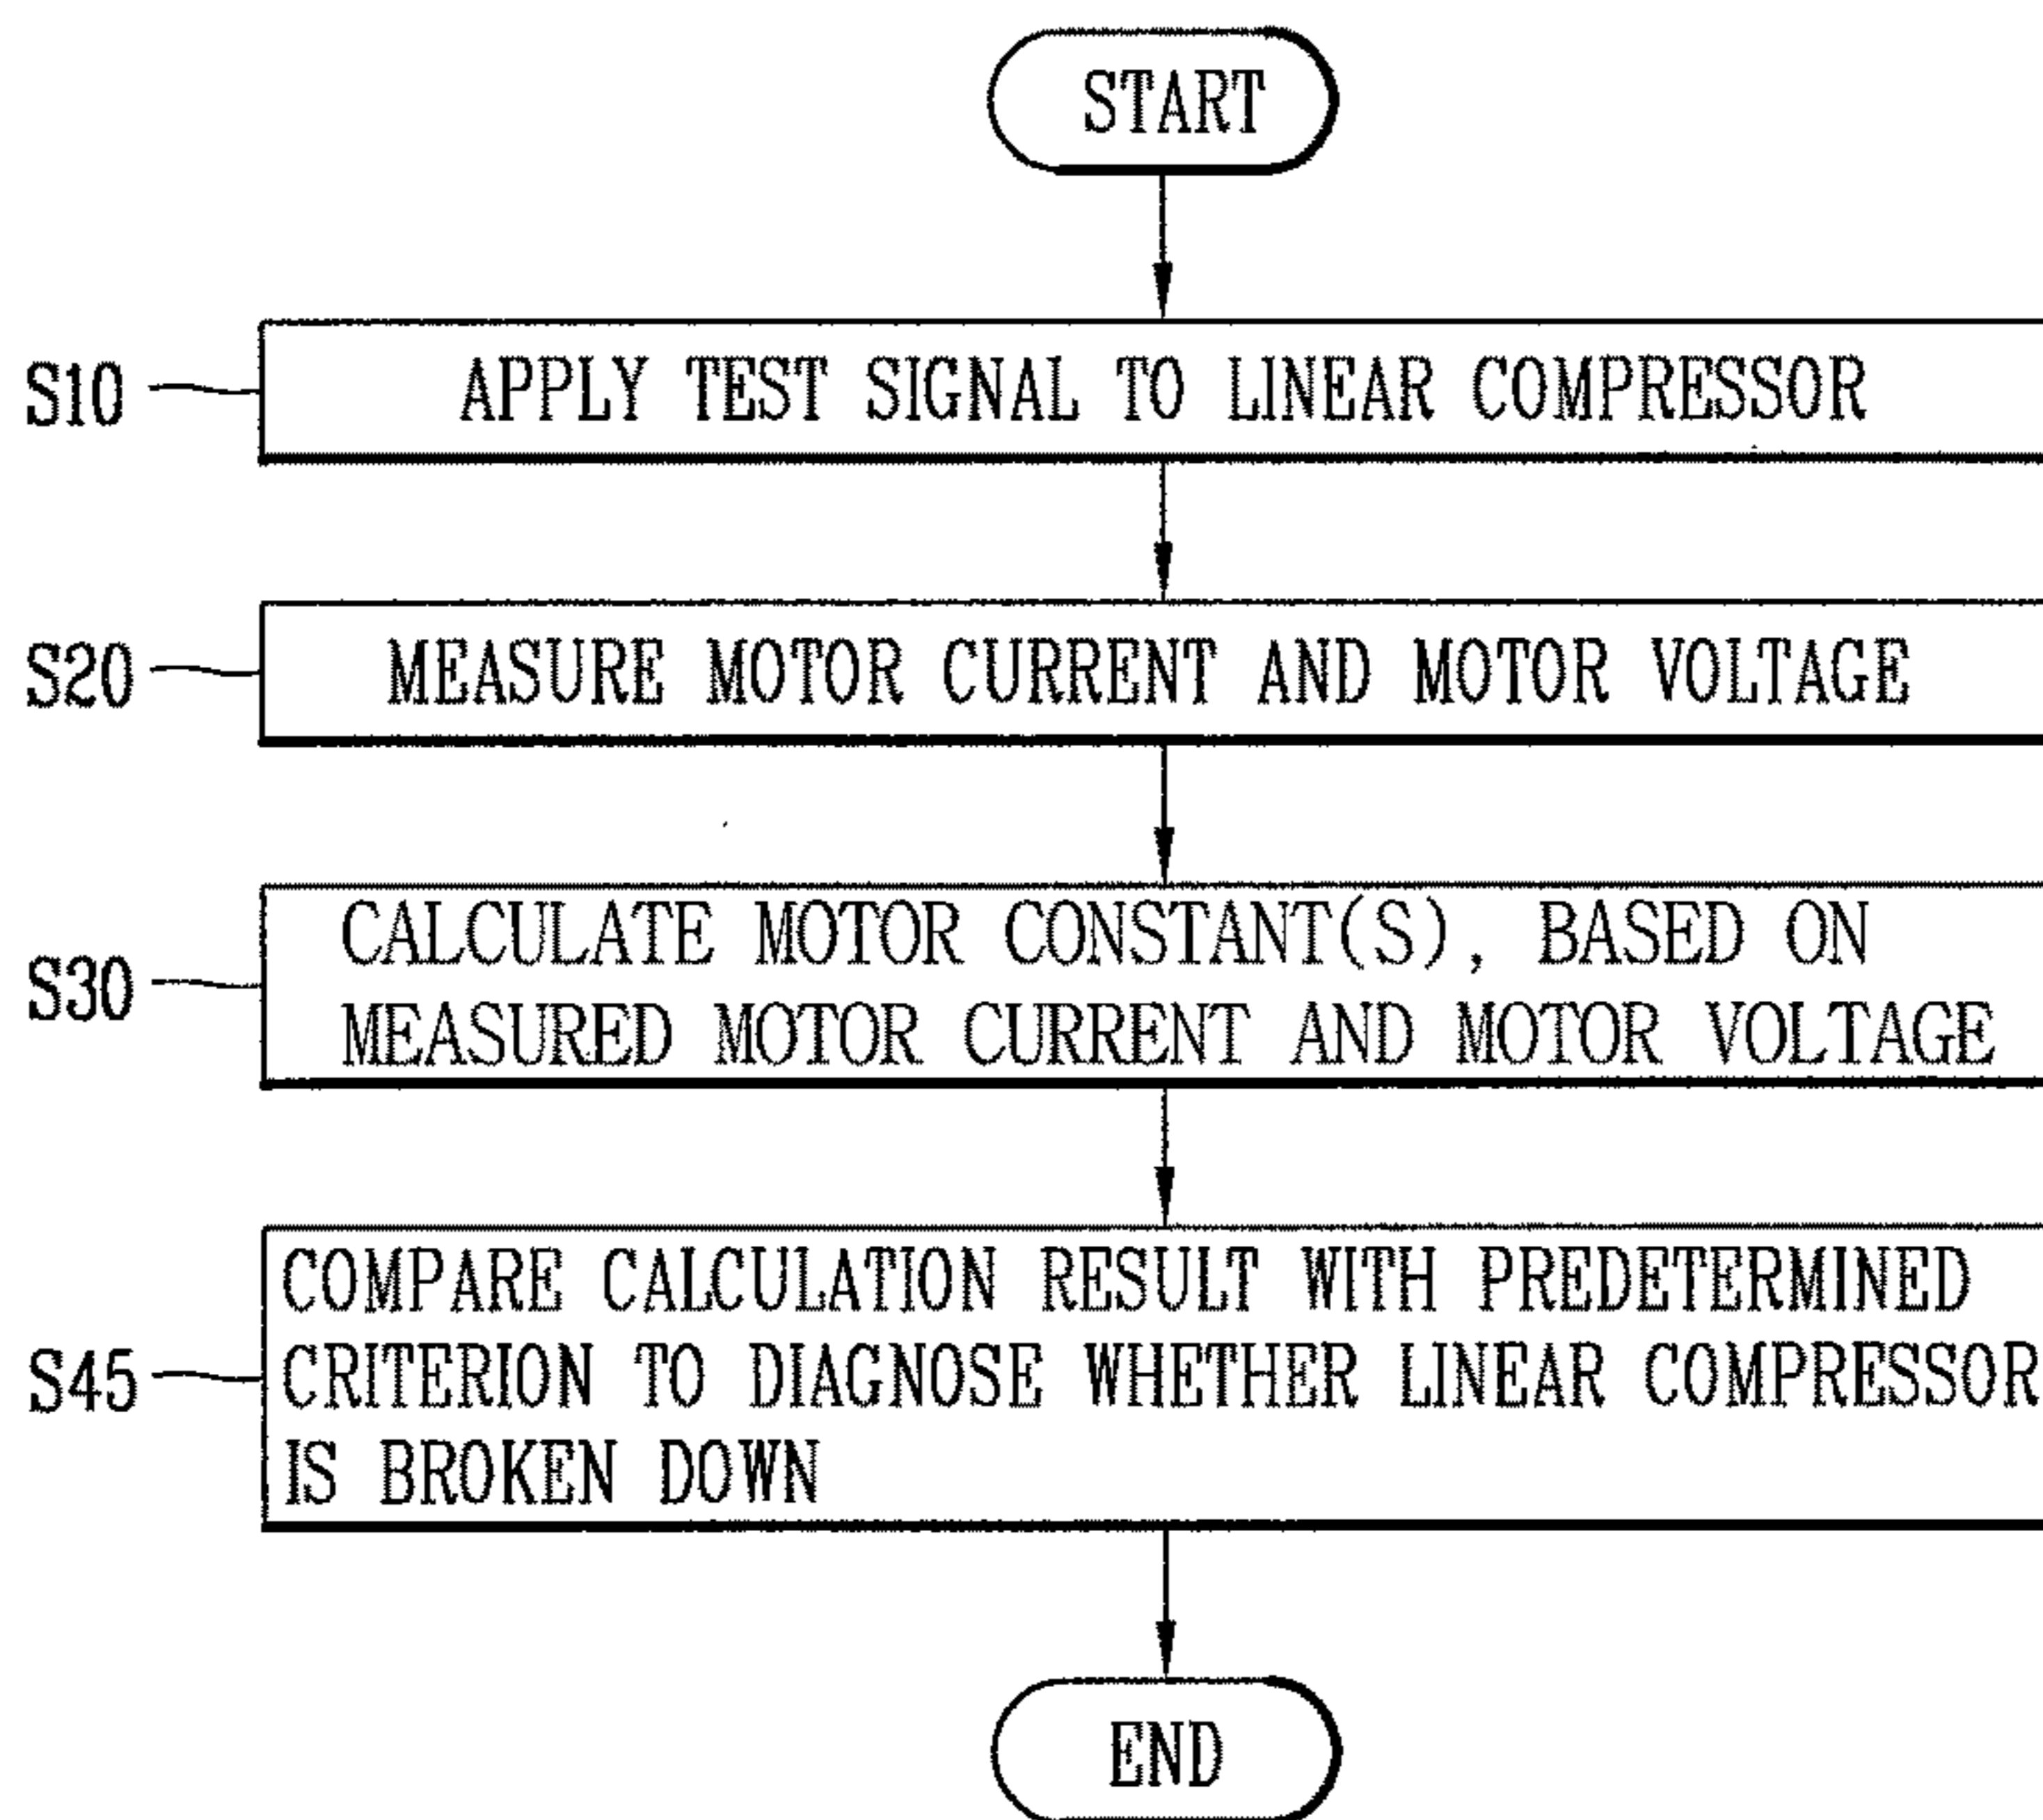 START
S10
APPLY TEST SIGNAL TO LINEAR COMPRESSOR
S20
MEASURE MOTOR CURRENT AND MOTOR VOLTAGE
S30
CALCULATE MOTOR CONSTANT(S), BASED ON
MEASURED MOTOR CURRENT AND MOTOR VOLTAGE
S45
COMPARE CALCULATION RESULT WITH PREDETERMINED
CRITERION TO DIAGNOSE WHETHER LINEAR COMPRESSOR
IS BROKEN DOWN
END